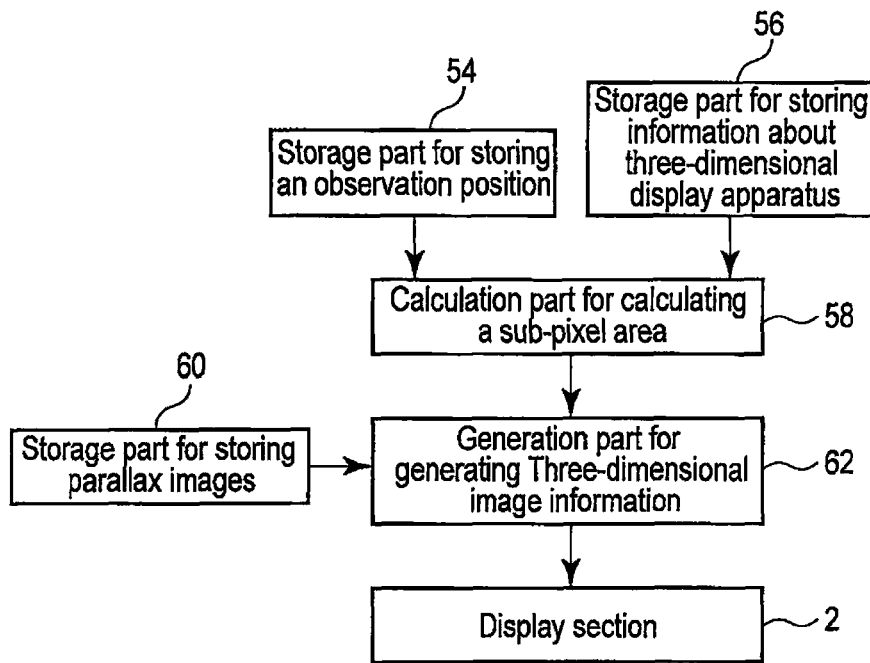 56
54
Storage part for storing
information about
three-dimensional
display apparatus
Storage part for storing
an observation position
Calculation part for calculating
a sub-pixel area
58
60
Storage part for storing
parallax images
Generation part for
generating Three-dimensional
image information
62
Display section
2